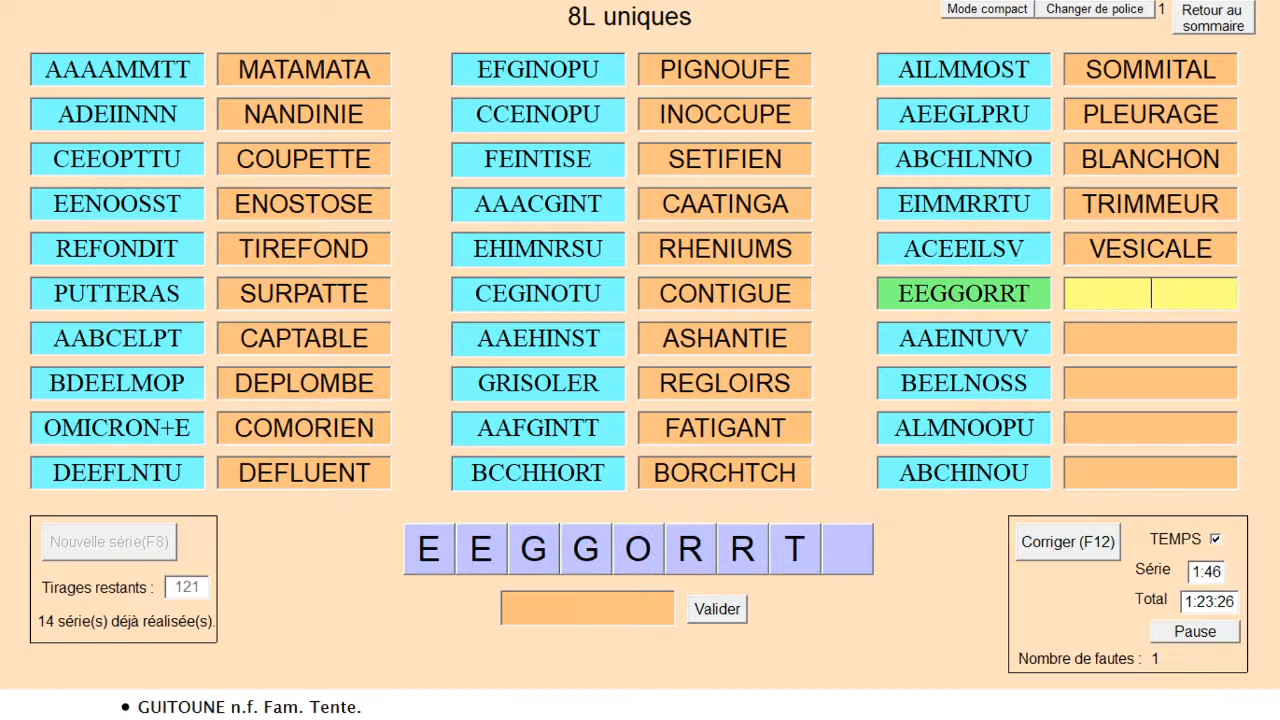 8L uniques
Mode compact Changer de police 1 Retour au sommaire
AAAAMMTT MATAMATA EFGINOPU PIGNOUFE AILMMOST SOMMITAL
ADEIINNN NANDINIE CCEINOPU INOCCUPE AEEGLPRU PLEURAGE
CEEOPTTU COUPETTE FEINTISE SETIFIEN ABCHLNNO BLANCHON
EENOOSST ENOSTOSE AAACGINT CAATINGA EIMMRRTU TRIMMEUR
REFONDIT TIREFOND EHIMNRSU RHENIUMS ACEEILSV VESICALE
PUTTERAS SURPATTE CEGINOTU CONTIGUE EEGGORRT
AABCELPT CAPTABLE AAEHINST ASHANTIE AAEINUVV
BDEELMOP DEPLOMBE GRISOLER REGLOIRS BEELNOSS
OMICRON+E COMORIEN AAFGINTT FATIGANT ALMNOOPU
DEEFLNTU DEFLUENT BCCHHORT BORCHTCH ABCHINOU
Nouvelle série(F8)
Tirages restants : 121
14 série(s) déjà réalisée(s).
E E G G O R R T
Valider
Corriger (F12) TEMPS
Série 1:46
Total 1:23:26
Pause
Nombre de fautes : 1
• GUITOUNE n.f. Fam. Tente.